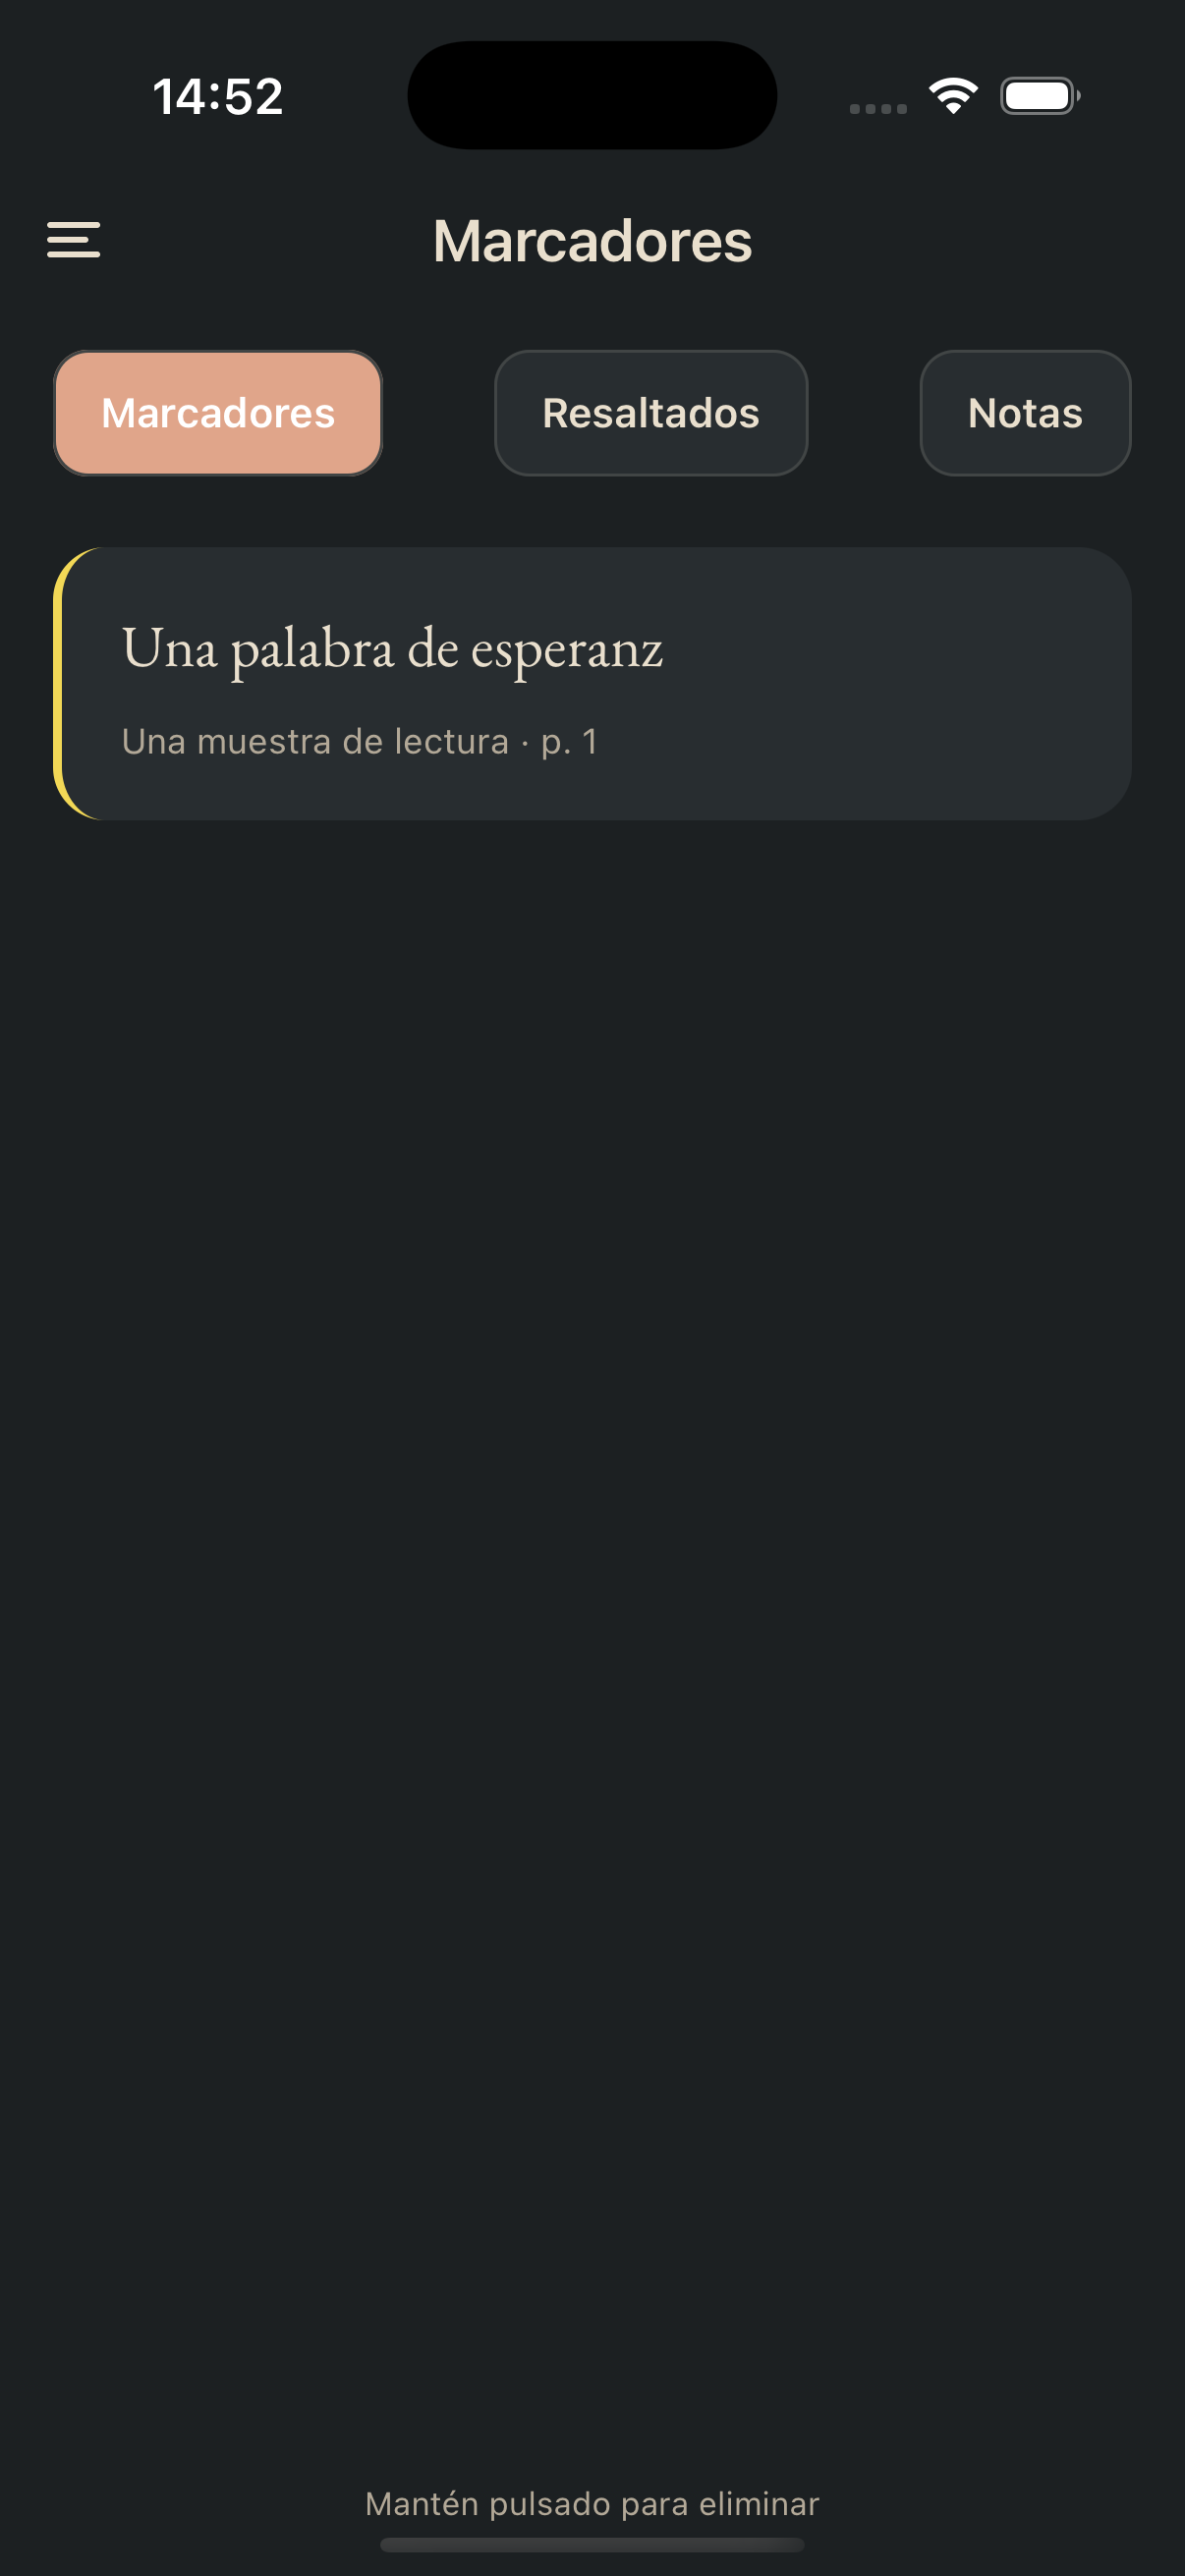 14:52
Marcadores
Marcadores
Resaltados
Notas
Una palabra de esperanz
Una muestra de lectura · p. 1
Mantén pulsado para eliminar